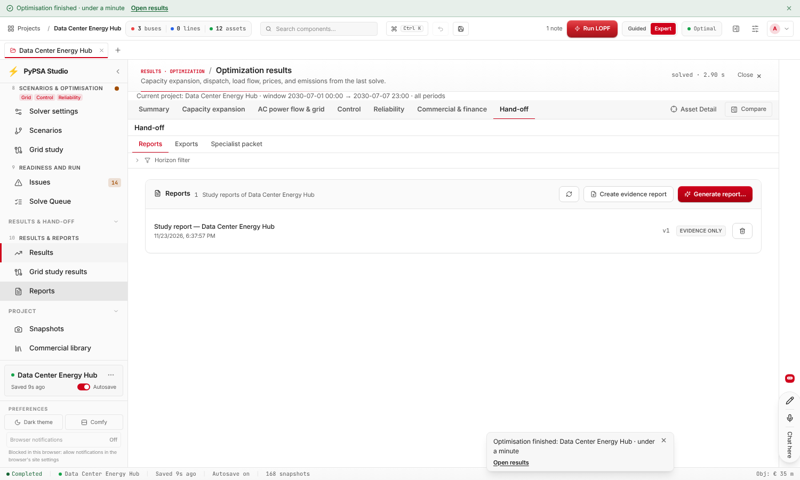 Optimisation finished · under a minute Open results
Projects / Data Center Energy Hub 3 buses 0 lines 12 assets Search components... Ctrl K 1 note Run LOPF Guided Expert Optimal A
Data Center Energy Hub
PyPSA Studio
SCENARIOS & OPTIMISATION
Grid Control Reliability
Solver settings
Scenarios
Grid study
READINESS AND RUN
Issues 14
Solve Queue
RESULTS & HAND-OFF
10 RESULTS & REPORTS
Results
Grid study results
Reports
PROJECT
Snapshots
Commercial library
Data Center Energy Hub
Saved 9s ago Autosave
PREFERENCES
Dark theme Comfy
Browser notifications Off
Blocked in this browser: allow notifications in the browser's site settings
RESULTS · OPTIMIZATION / Optimization results
Capacity expansion, dispatch, load flow, prices, and emissions from the last solve.
solved · 2.90 s Close
Current project: Data Center Energy Hub · window 2030-07-01 00:00 → 2030-07-07 23:00 · all periods
Summary Capacity expansion AC power flow & grid Control Reliability Commercial & finance Hand-off Asset Detail Compare
Hand-off
Reports Exports Specialist packet
Horizon filter
Reports 1 Study reports of Data Center Energy Hub Create evidence report Generate report...
Study report — Data Center Energy Hub
11/23/2026, 6:37:57 PM
v1 EVIDENCE ONLY
Chat here
Optimisation finished: Data Center Energy Hub · under a minute
Open results
Completed Data Center Energy Hub Saved 9s ago Autosave on 168 snapshots Obj: € 35 m